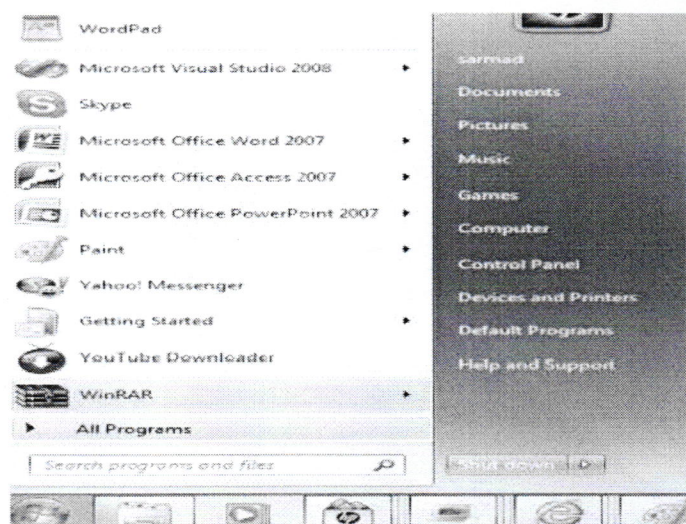 WordPad
Microsoft Visual Studio 2008
Skype
Microsoft Office Word 2007
Microsoft Office Access 2007
Microsoft Office PowerPoint 2007
Paint
Yahoo! Messenger
Getting Started
YouTube Downloader
WinRAR
All Programs
Search programs and files
hp
sarmad
Documents
Pictures
Music
Games
Computer
Control Panel
Devices and Printers
Default Programs
Help and Support
Shut down
hp